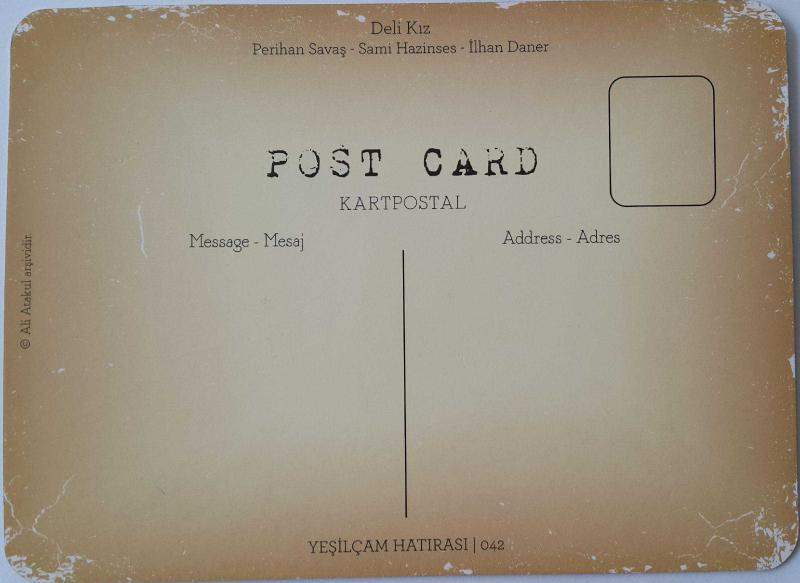 Deli Kız
Perihan Savaş - Sami Hazinses - İlhan Daner
POST CARD
KARTPOSTAL
Message - Mesaj
Address - Adres
© Ali Atakul arşividir.
YEŞİLÇAM HATIRASI | 042